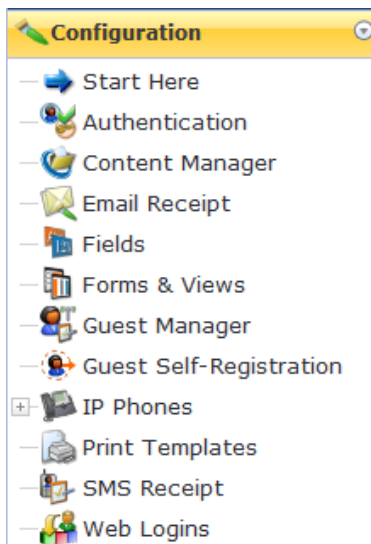 Configuration
Start Here
Authentication
Content Manager
Email Receipt
Fields
Forms & Views
Guest Manager
Guest Self-Registration
IP Phones
Print Templates
SMS Receipt
Web Logins